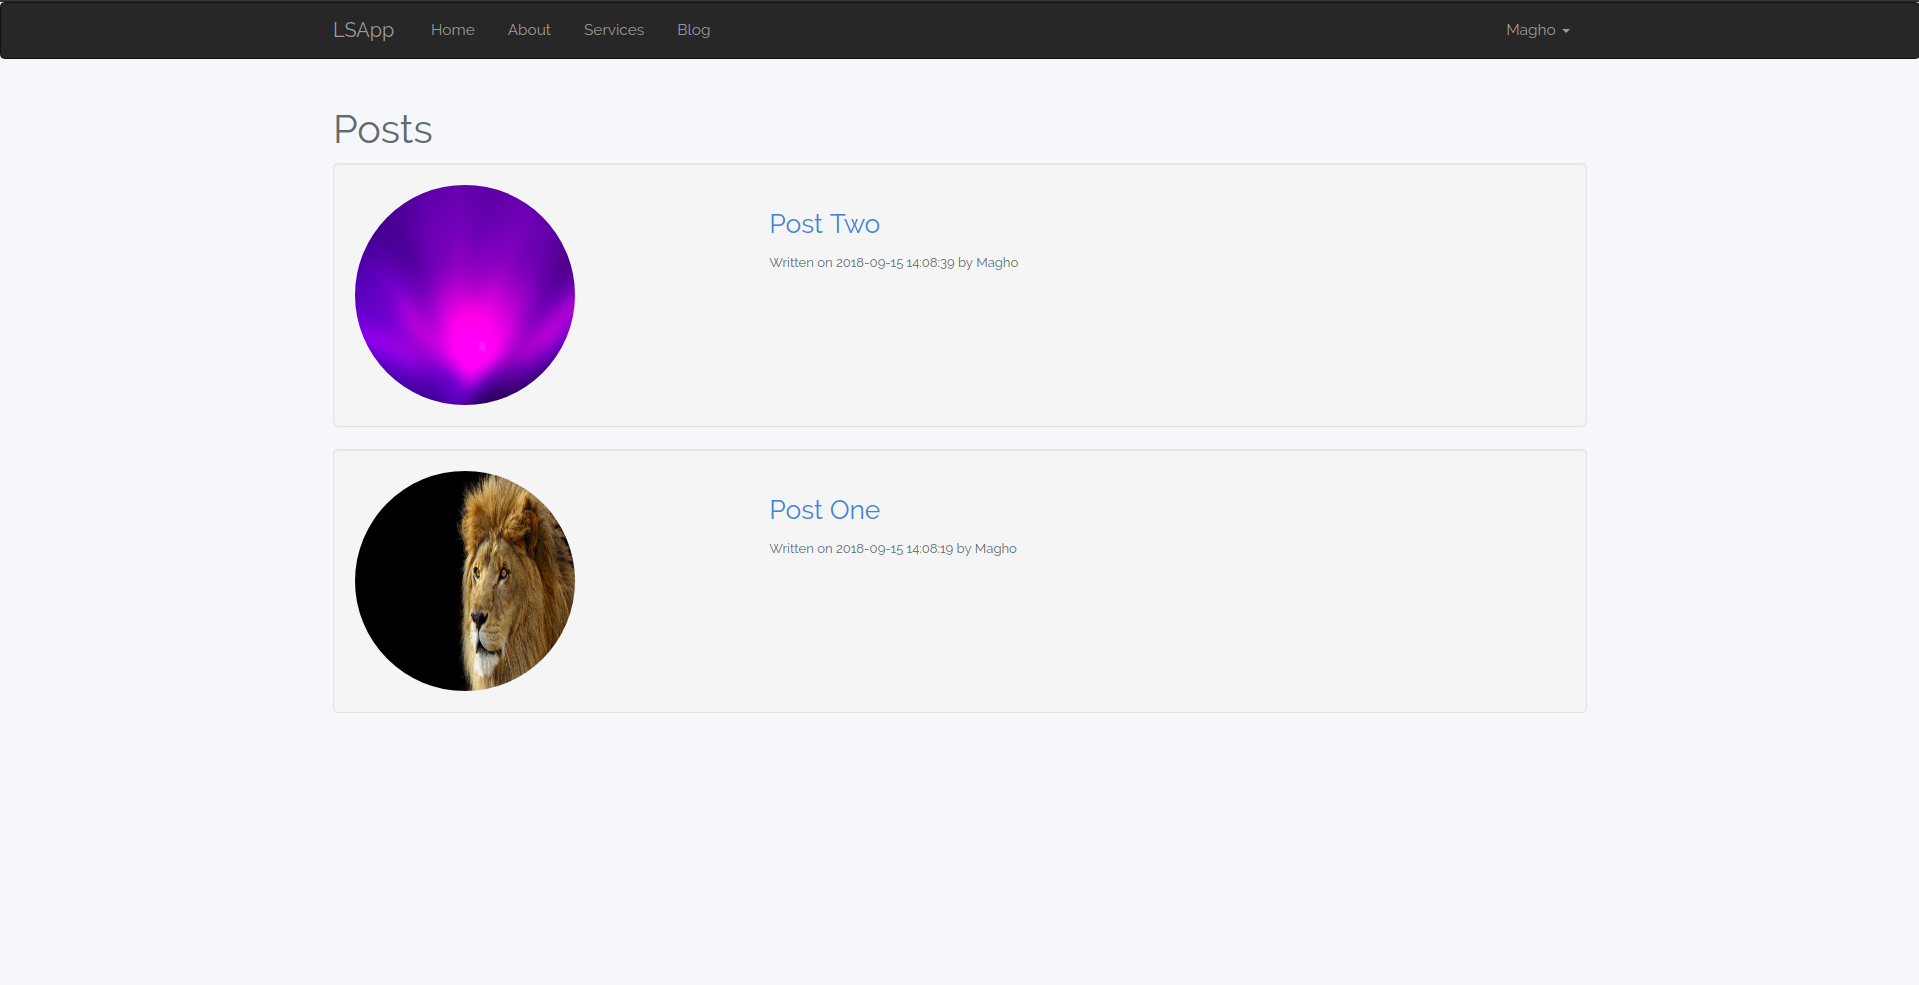 LSApp Home About Services Blog Magho
Posts
Post Two
Written on 2018-09-15 14:08:39 by Magho
Post One
Written on 2018-09-15 14:08:19 by Magho